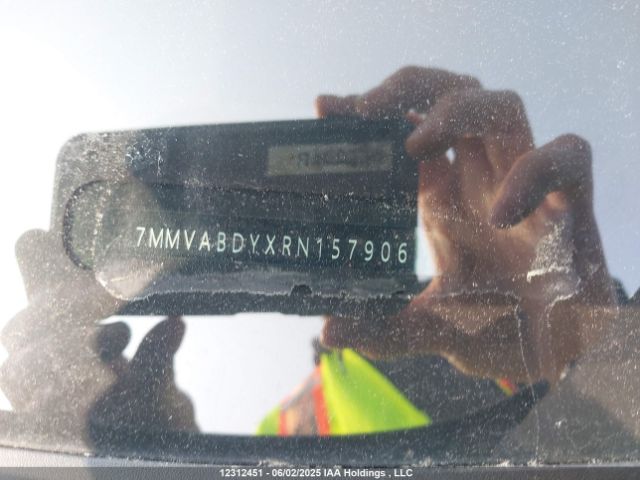 7MMVABDYXRN157906
12312451 - 06/02/2025 IAA Holdings , LLC